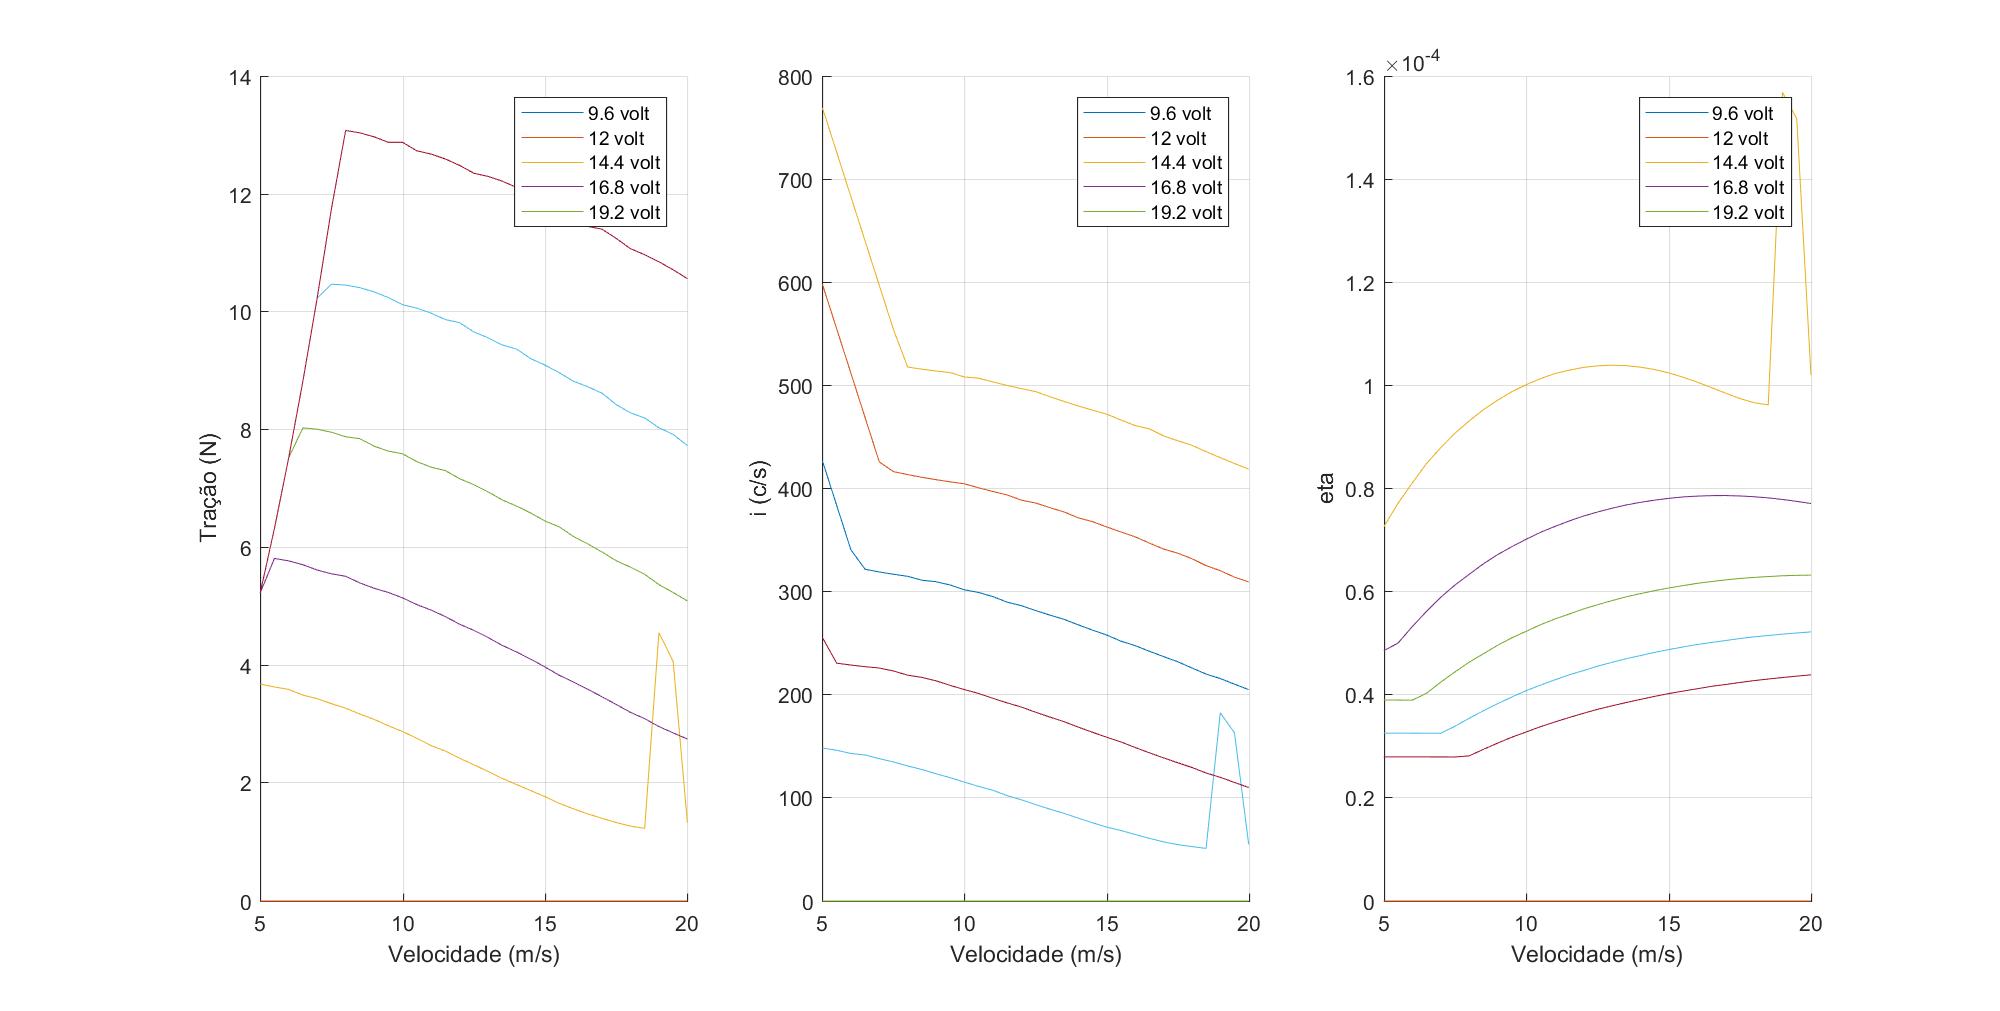 14
12
10
8
6
4
2
0
5
10
15
20
Tração (N)
Velocidade (m/s)
9.6 volt
12 volt
14.4 volt
16.8 volt
19.2 volt
800
700
600
500
400
300
200
100
0
5
10
15
20
i (c/s)
Velocidade (m/s)
9.6 volt
12 volt
14.4 volt
16.8 volt
19.2 volt
×10-4
1.6
1.4
1.2
1
0.8
0.6
0.4
0.2
0
5
10
15
20
eta
Velocidade (m/s)
9.6 volt
12 volt
14.4 volt
16.8 volt
19.2 volt